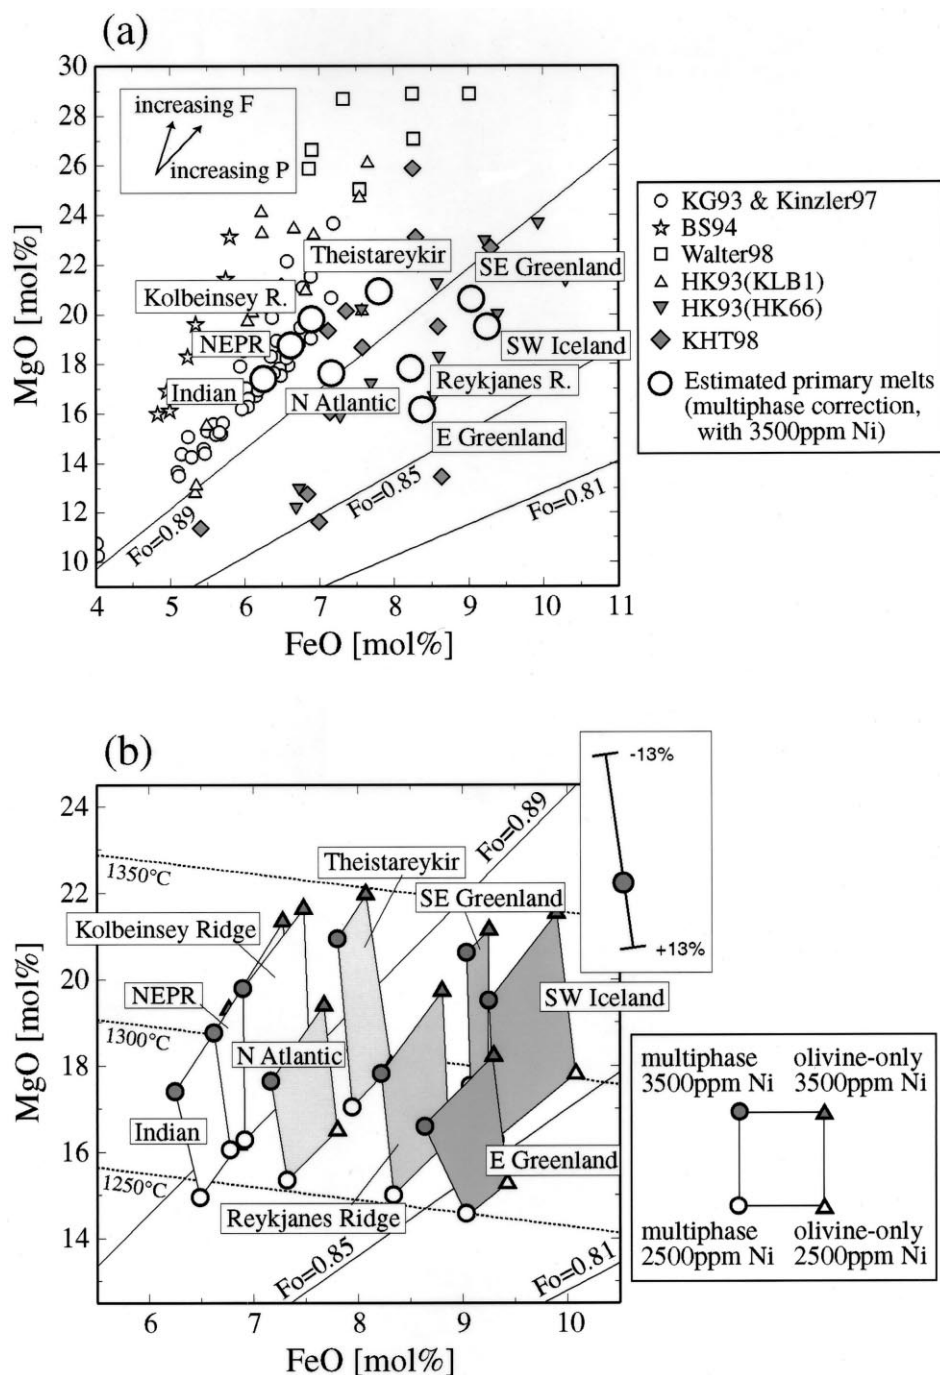 (a)
30
28
26
24
22
20
18
16
14
12
10
MgO [mol%]
increasing F
increasing P
Theistareykir
SE Greenland
Kolbeinsey R.
NEPR
SW Iceland
Indian
N Atlantic
Reykjanes R.
E Greenland
Fo=0.89
Fo=0.85
Fo=0.81
4 5 6 7 8 9 10 11
FeO [mol%]
KG93 & Kinzler97
BS94
Walter98
HK93(KLB1)
HK93(HK66)
KHT98
Estimated primary melts
(multiphase correction,
with 3500ppm Ni)
(b)
24
22
20
18
16
14
MgO [mol%]
-13%
+13%
Fo=0.89
Theistareykir
1350°C
SE Greenland
Kolbeinsey Ridge
NEPR
SW Iceland
1300°C
N Atlantic
Indian
E Greenland
1250°C
Reykjanes Ridge
Fo=0.85
Fo=0.81
6 7 8 9 10
FeO [mol%]
multiphase olivine-only
3500ppm Ni 3500ppm Ni
multiphase olivine-only
2500ppm Ni 2500ppm Ni